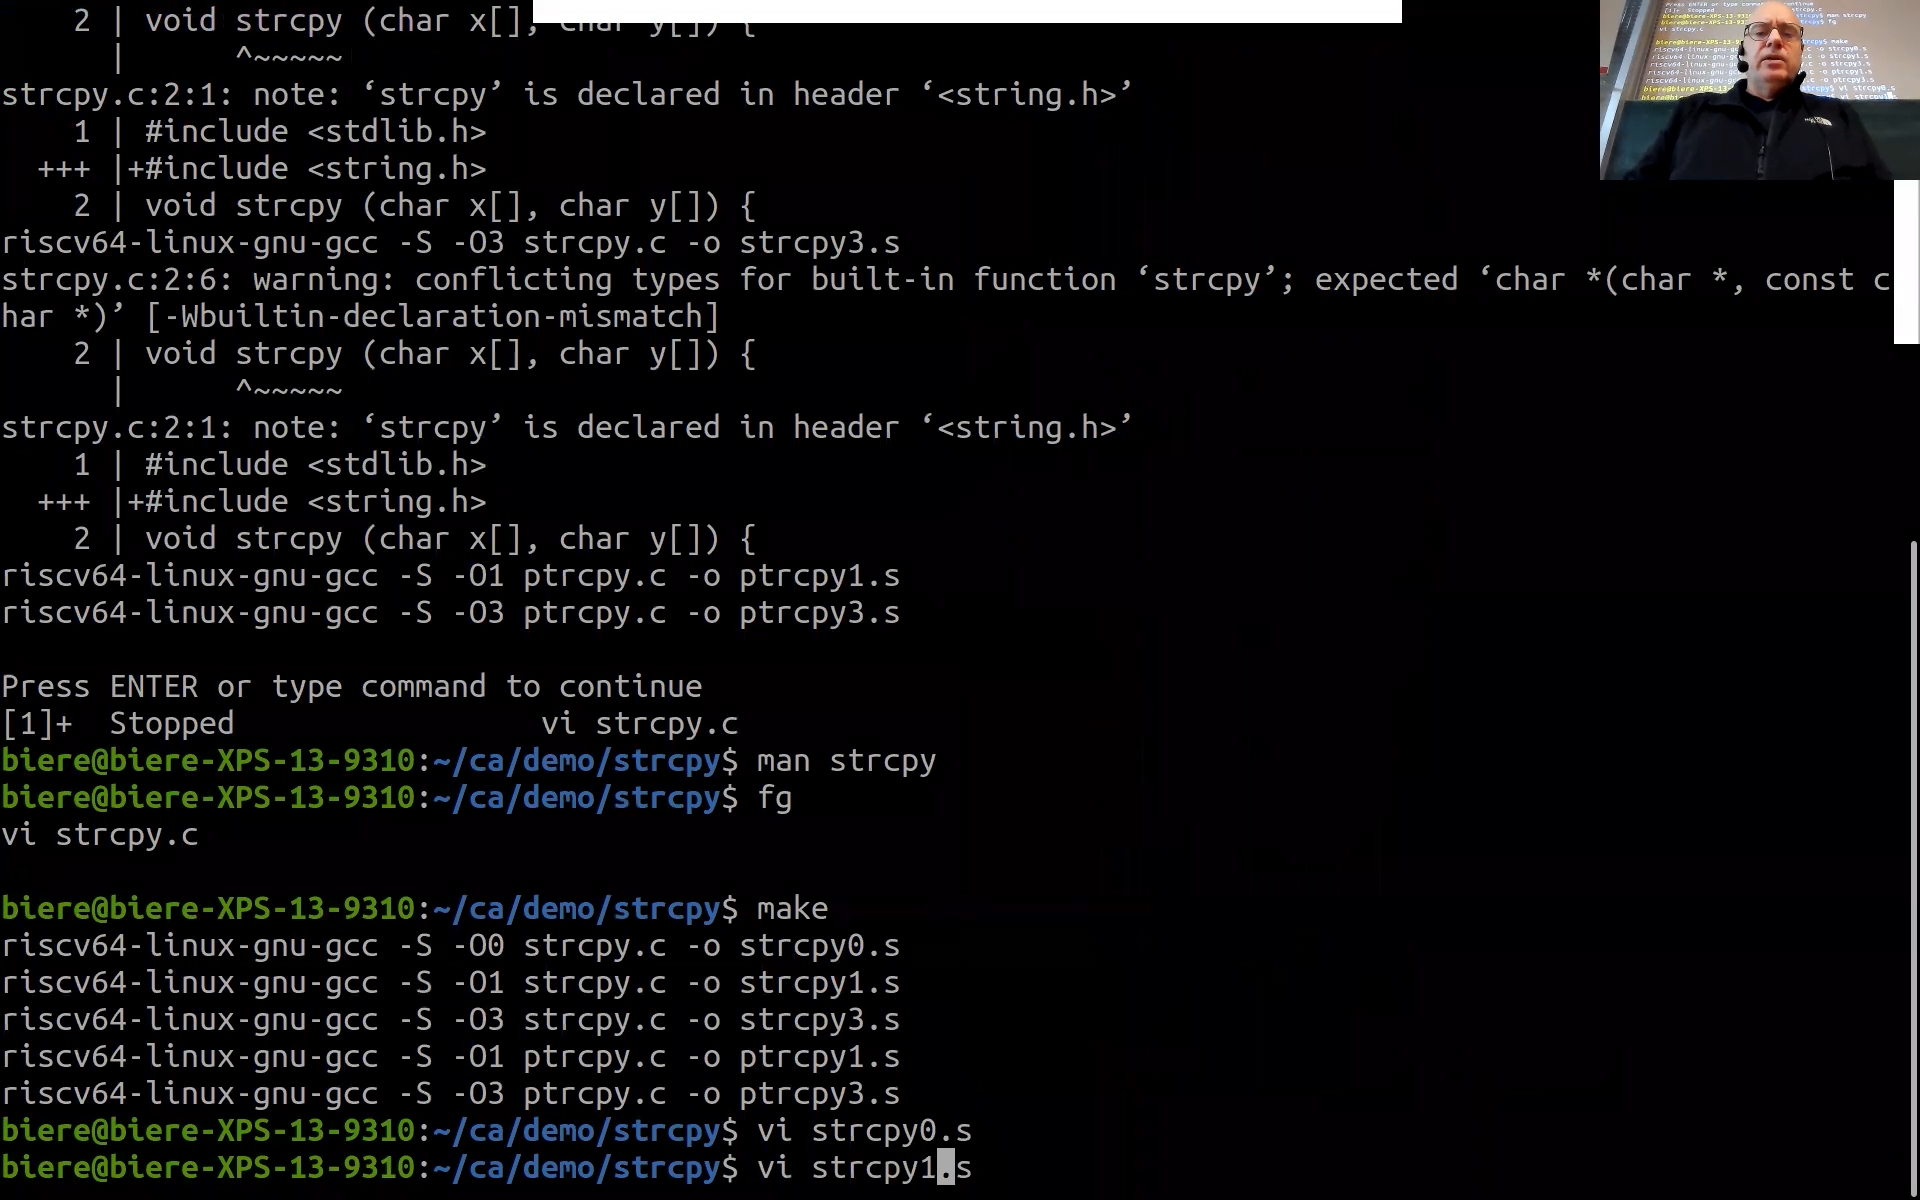 2 | void strcpy (char x[], char y[]) {
| ^~~~~~
strcpy.c:2:1: note: ‘strcpy’ is declared in header ‘<string.h>’
1 | #include <stdlib.h>
+++ |+#include <string.h>
2 | void strcpy (char x[], char y[]) {
riscv64-linux-gnu-gcc -S -O3 strcpy.c -o strcpy3.s
strcpy.c:2:6: warning: conflicting types for built-in function ‘strcpy’; expected ‘char *(char *, const c
har *)’ [-Wbuiltin-declaration-mismatch]
2 | void strcpy (char x[], char y[]) {
| ^~~~~~
strcpy.c:2:1: note: ‘strcpy’ is declared in header ‘<string.h>’
1 | #include <stdlib.h>
+++ |+#include <string.h>
2 | void strcpy (char x[], char y[]) {
riscv64-linux-gnu-gcc -S -O1 ptrcpy.c -o ptrcpy1.s
riscv64-linux-gnu-gcc -S -O3 ptrcpy.c -o ptrcpy3.s
Press ENTER or type command to continue
[1]+ Stopped vi strcpy.c
biere@biere-XPS-13-9310:~/ca/demo/strcpy$ man strcpy
biere@biere-XPS-13-9310:~/ca/demo/strcpy$ fg
vi strcpy.c
biere@biere-XPS-13-9310:~/ca/demo/strcpy$ make
riscv64-linux-gnu-gcc -S -O0 strcpy.c -o strcpy0.s
riscv64-linux-gnu-gcc -S -O1 strcpy.c -o strcpy1.s
riscv64-linux-gnu-gcc -S -O3 strcpy.c -o strcpy3.s
riscv64-linux-gnu-gcc -S -O1 ptrcpy.c -o ptrcpy1.s
riscv64-linux-gnu-gcc -S -O3 ptrcpy.c -o ptrcpy3.s
biere@biere-XPS-13-9310:~/ca/demo/strcpy$ vi strcpy0.s
biere@biere-XPS-13-9310:~/ca/demo/strcpy$ vi strcpy1.s